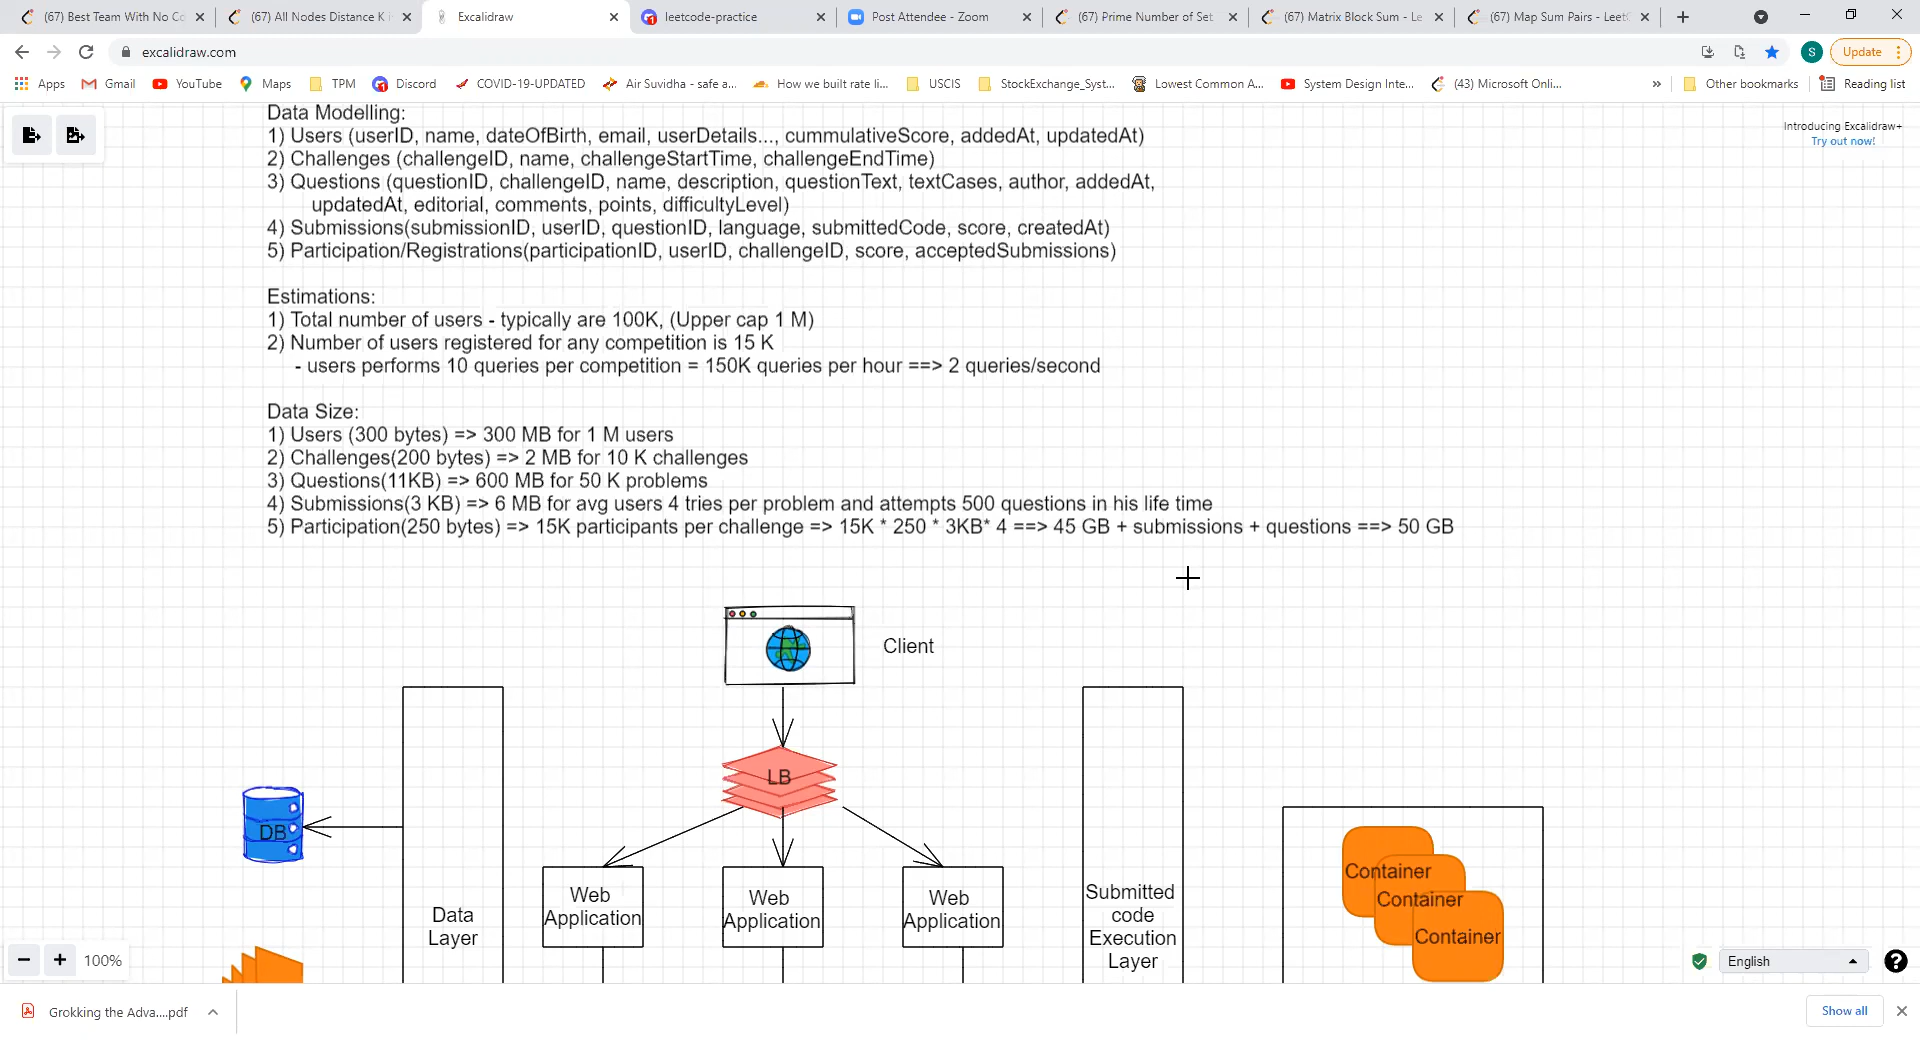 (67) Best Team With No Co
(67) All Nodes Distance K i
Excalidraw
leetcode-practice
Post Attendee - Zoom
(67) Prime Number of Set
(67) Matrix Block Sum - Le
(67) Map Sum Pairs - Leet
excalidraw.com
S
Update
Apps
Gmail
YouTube
Maps
TPM
Discord
COVID-19-UPDATED
Air Suvidha - safe a...
How we built rate li...
USCIS
StockExchange_Syst...
Lowest Common A...
System Design Inte...
(43) Microsoft Onli...
»
Other bookmarks
Reading list
Introducing Excalidraw+
Try out now!
Data Modelling:
1) Users (userID, name, dateOfBirth, email, userDetails..., cummulativeScore, addedAt, updatedAt)
2) Challenges (challengeID, name, challengeStartTime, challengeEndTime)
3) Questions (questionID, challengeID, name, description, questionText, textCases, author, addedAt,
updatedAt, editorial, comments, points, difficultyLevel)
4) Submissions(submissionID, userID, questionID, language, submittedCode, score, createdAt)
5) Participation/Registrations(participationID, userID, challengeID, score, acceptedSubmissions)
Estimations:
1) Total number of users - typically are 100K, (Upper cap 1 M)
2) Number of users registered for any competition is 15 K
- users performs 10 queries per competition = 150K queries per hour ==> 2 queries/second
Data Size:
1) Users (300 bytes) => 300 MB for 1 M users
2) Challenges(200 bytes) => 2 MB for 10 K challenges
3) Questions(11KB) => 600 MB for 50 K problems
4) Submissions(3 KB) => 6 MB for avg users 4 tries per problem and attempts 500 questions in his life time
5) Participation(250 bytes) => 15K participants per challenge => 15K * 250 * 3KB* 4 ==> 45 GB + submissions + questions ==> 50 GB
Client
LB
DB
Data
Layer
Web
Application
Web
Application
Web
Application
Submitted
code
Execution
Layer
Container
Container
Container
100%
English
Grokking the Adva....pdf
Show all